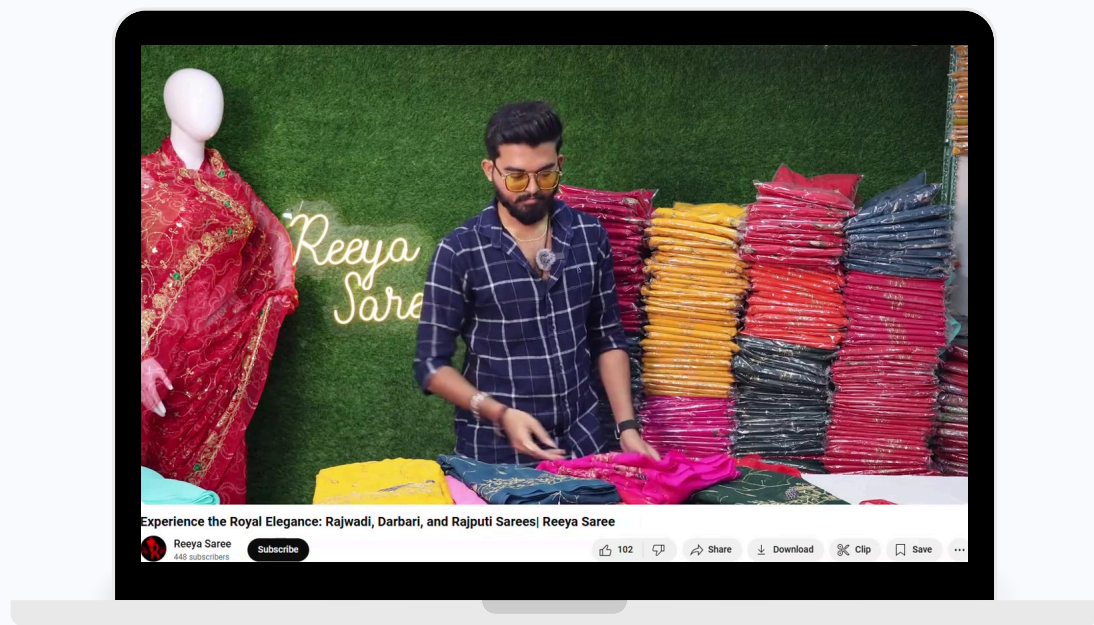 Reeya
Sare
Experience the Royal Elegance: Rajwadi, Darbari, and Rajputi Sarees| Reeya Saree
Reeya Saree
448 subscribers
Subscribe
102
Share
Download
Clip
Save